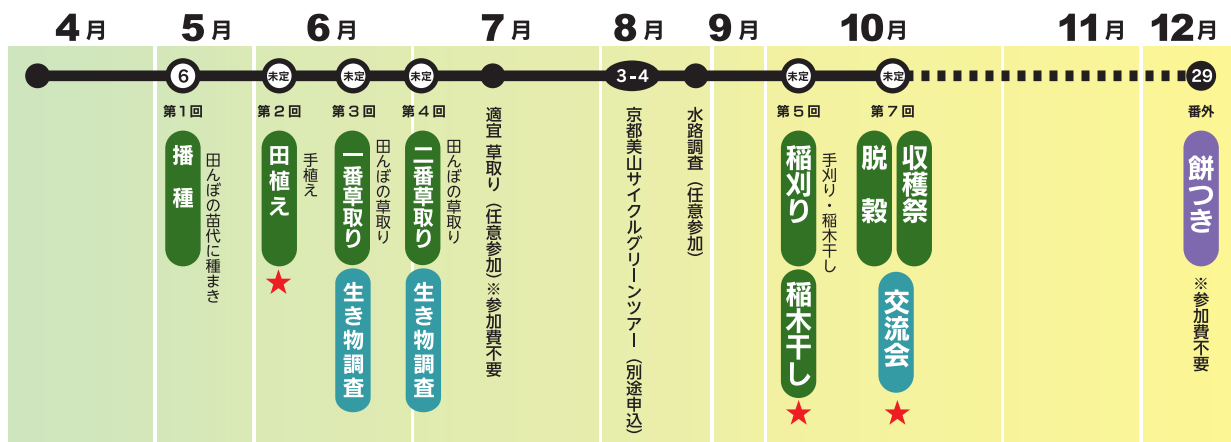 4月 5月 6月 7月 8月 9月 10月 11月 12月
6 未定 未定 未定 3-4 未定 未定 29
第1回 第2回 第3回 第4回 第5回 第7回 番外
播種
田んぼの苗代に種まき
田植え
手植え
★
一番草取り
田んぼの草取り
生き物調査
二番草取り
田んぼの草取り
生き物調査
適宜 草取り（任意参加）※参加費不要
京都美山サイクルグリーンツアー（別途申込）
水路調査（任意参加）
稲刈り
手刈り・稲木干し
稲木干し
★
脱穀
収穫祭
交流会
★
餅つき
※参加費不要